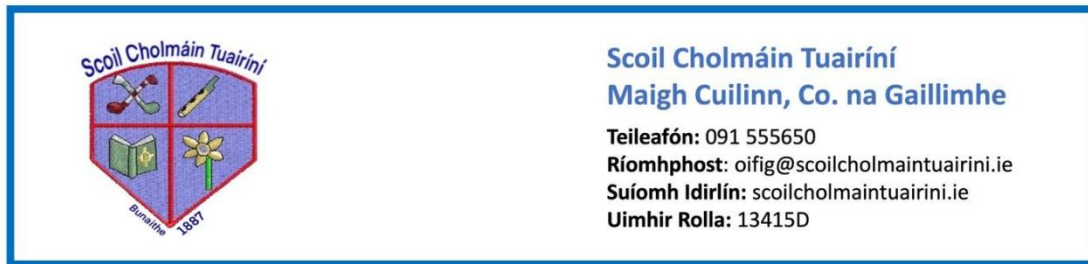 Scoil Cholmáin Tuairíní
Bunaithe 1887
Scoil Cholmáin Tuairíní
Maigh Cuilinn, Co. na Gaillimhe
Teileafón: 091 555650
Ríomhphost: oifig@scoilcholmaintuairini.ie
Suíomh Idirlín: scoilcholmaintuairini.ie
Uimhir Rolla: 13415D